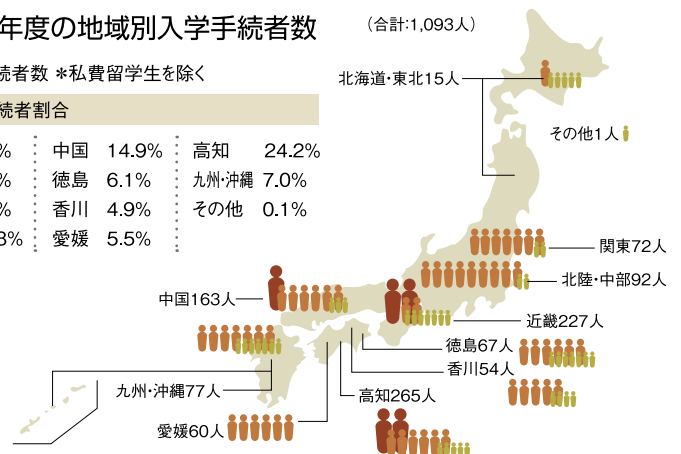 年度の地域別入学手続者数
（合計:1,093人）
続者数 *私費留学生を除く
続者割合
% 中国 14.9% 高知 24.2%
% 徳島 6.1% 九州･沖縄 7.0%
% 香川 4.9% その他 0.1%
3% 愛媛 5.5%
北海道･東北15人
その他1人
関東72人
北陸･中部92人
中国163人
近畿227人
徳島67人
香川54人
九州･沖縄77人
高知265人
愛媛60人